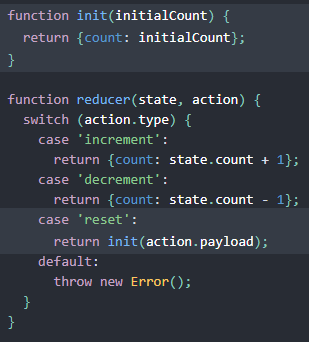 function init(initialCount) {
  return {count: initialCount};
}

function reducer(state, action) {
  switch (action.type) {
    case 'increment':
      return {count: state.count + 1};
    case 'decrement':
      return {count: state.count - 1};
    case 'reset':
      return init(action.payload);
    default:
      throw new Error();
  }
}